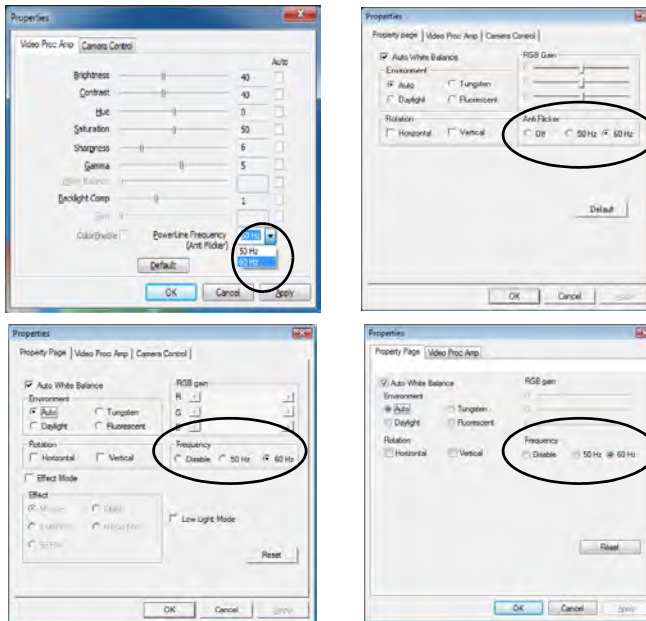 Properties
Video Proc Amp Camera Control
Auto
Brightness 40
Contrast 40
Hue 0
Saturation 50
Sharpness 6
Gamma 5
White Balance
Backlight Comp 1
Gain
ColorEnable PowerLine Frequency 60 Hz
(Anti Flicker) 50 Hz
60 Hz
Default
OK Cancel Apply
Properties
Property page Video Proc Amp Camera Control
Auto White Balance RGB Gain
Environment
Auto Tungsten
Daylight Fluorescent
Rotation Anti Flicker
Horizontal Vertical Off 50 Hz 60 Hz
Default
OK Cancel
Properties
Property Page Video Proc Amp Camera Control
Auto White Balance RGB gain
Environment R
Auto Tungsten G
Daylight Fluorescent
Rotation Frequency
Horizontal Vertical Disable 50 Hz 60 Hz
Effect Mode
Effect
Low Light Mode
Reset
OK Cancel Apply
Properties
Property Page Video Proc Amp
Auto White Balance RGB gain
Environment
Auto Tungsten
Daylight Fluorescent
Rotation Frequency
Horizontal Vertical Disable 50 Hz 60 Hz
Reset
OK Cancel Apply